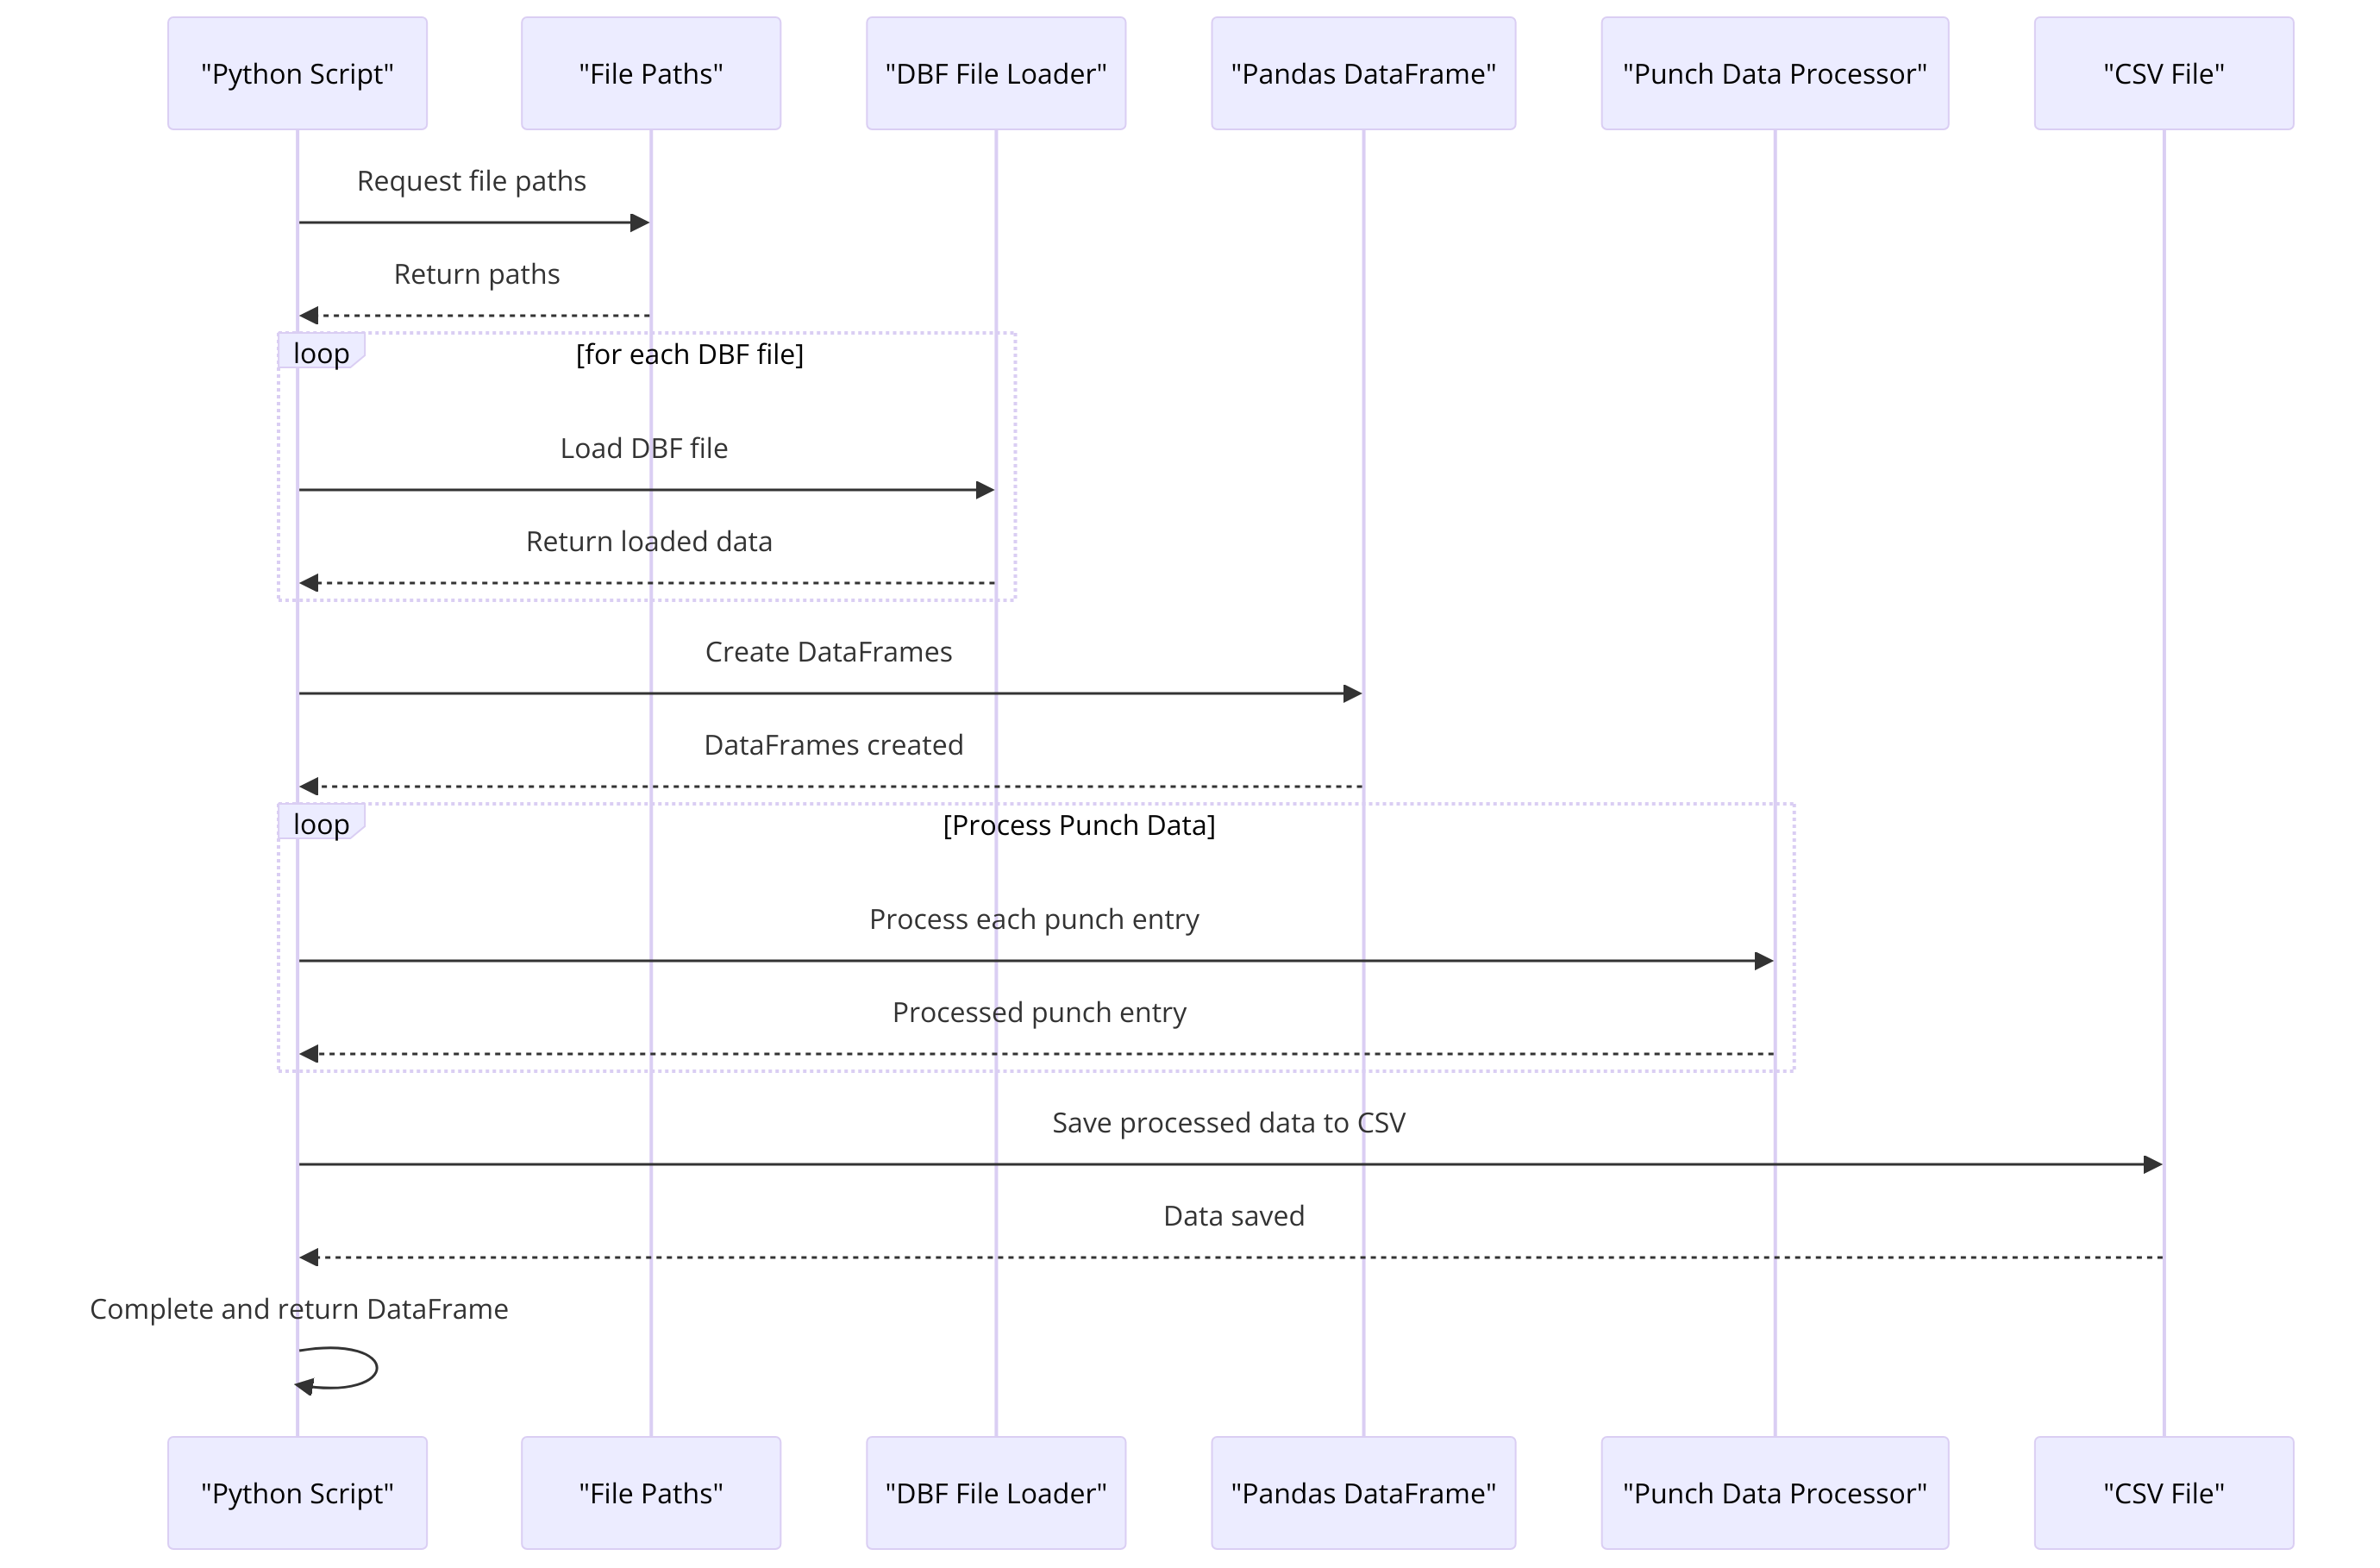 "Python Script"
"File Paths"
"DBF File Loader"
"Pandas DataFrame"
"Punch Data Processor"
"CSV File"
Request file paths
Return paths
loop
[for each DBF file]
Load DBF file
Return loaded data
Create DataFrames
DataFrames created
loop
[Process Punch Data]
Process each punch entry
Processed punch entry
Save processed data to CSV
Data saved
Complete and return DataFrame
"Python Script"
"File Paths"
"DBF File Loader"
"Pandas DataFrame"
"Punch Data Processor"
"CSV File"